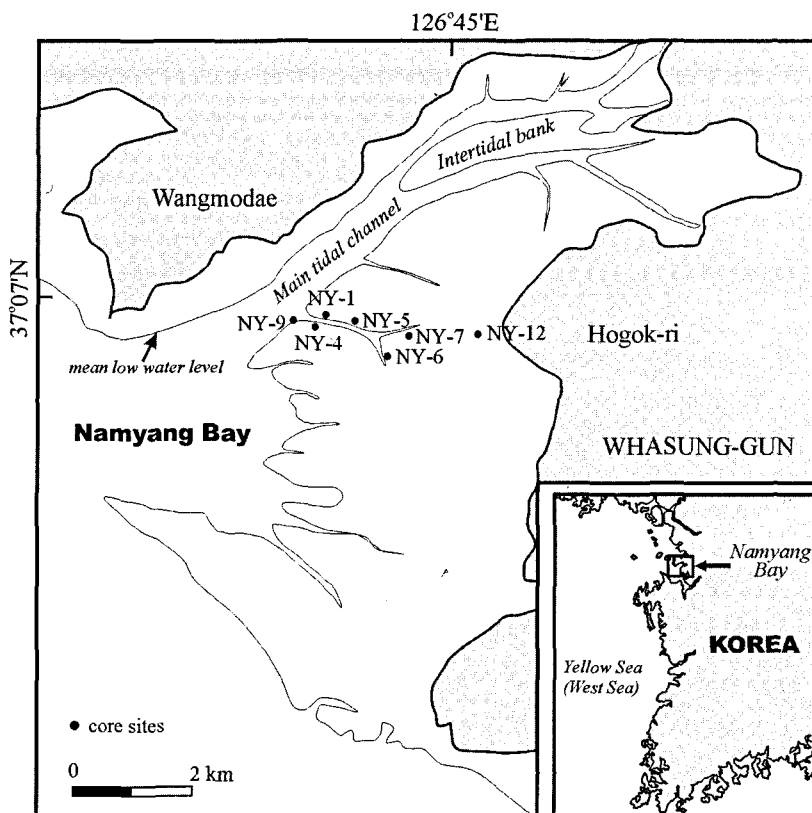 126°45'E
Intertidal bank
Wangmodae
Main tidal channel
37°07'N
NY-1
NY-9
NY-5
NY-4
NY-7
NY-12
Hogok-ri
NY-6
mean low water level
Namyang Bay
WHASUNG-GUN
Namyang
Bay
KOREA
Yellow Sea
(West Sea)
core sites
0
2 km